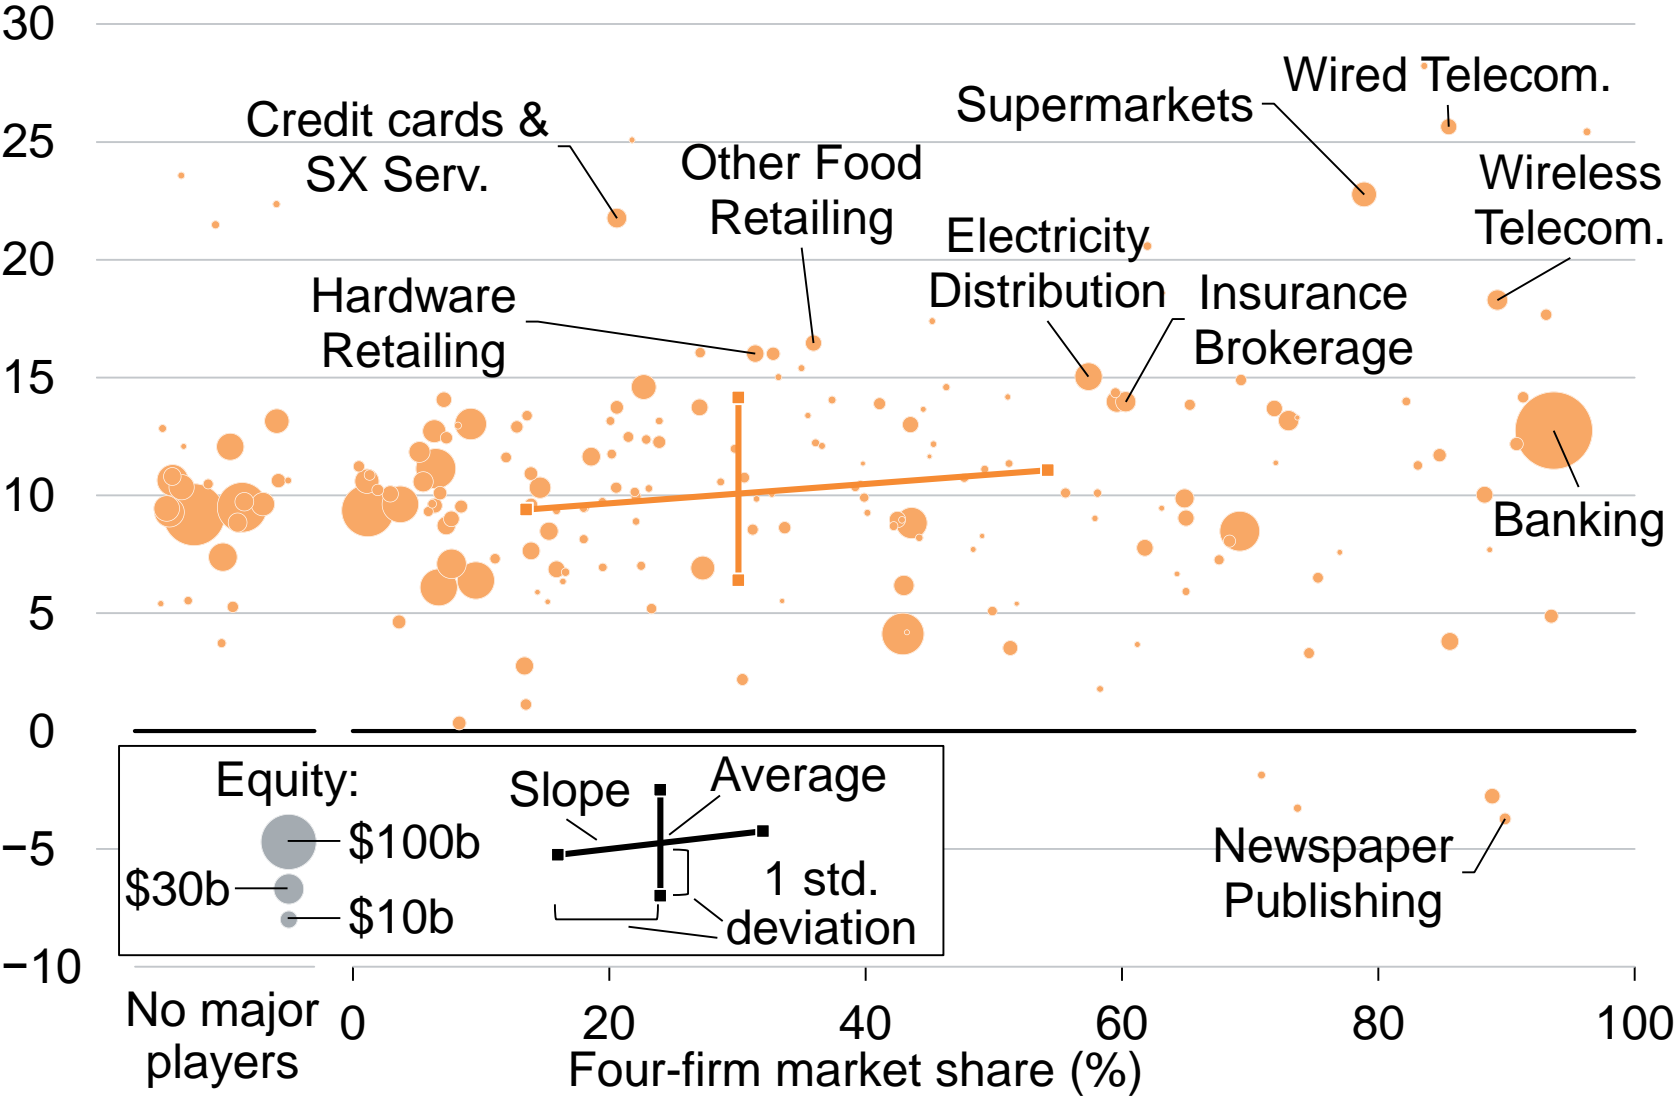 30
Wired Telecom.
Supermarkets
Credit cards &
SX Serv.
25
Other Food
Retailing
Wireless
Telecom.
Electricity
Distribution
20
Hardware
Retailing
Insurance
Brokerage
15
10
Banking
5
0
Equity:
$100b
$30b
$10b
Slope
Average
1 std.
deviation
−5
Newspaper
Publishing
−10
No major
players
0
20
40
60
80
100
Four-firm market share (%)